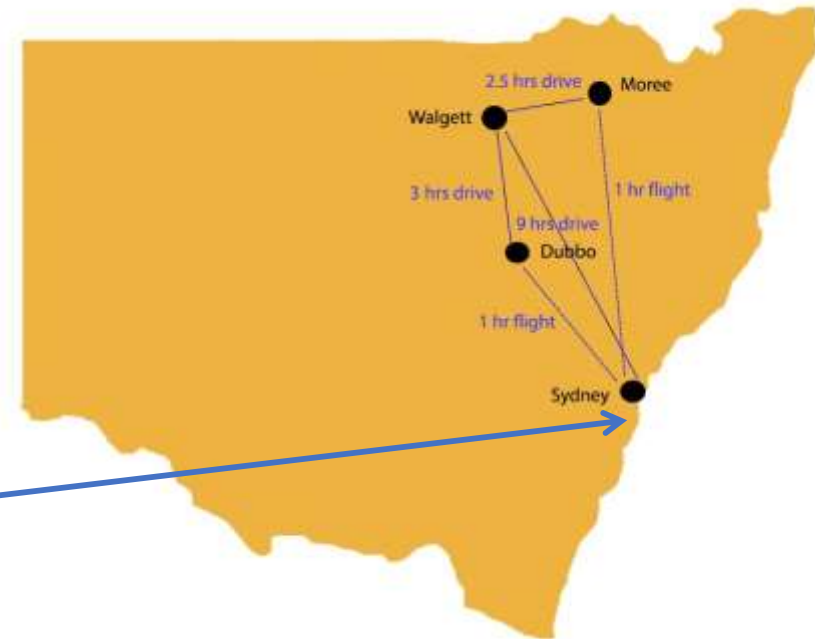 2.5 hrs drive
Moree
Walgett
3 hrs drive
1 hr flight
9 hrs drive
Dubbo
1 hr flight
Sydney